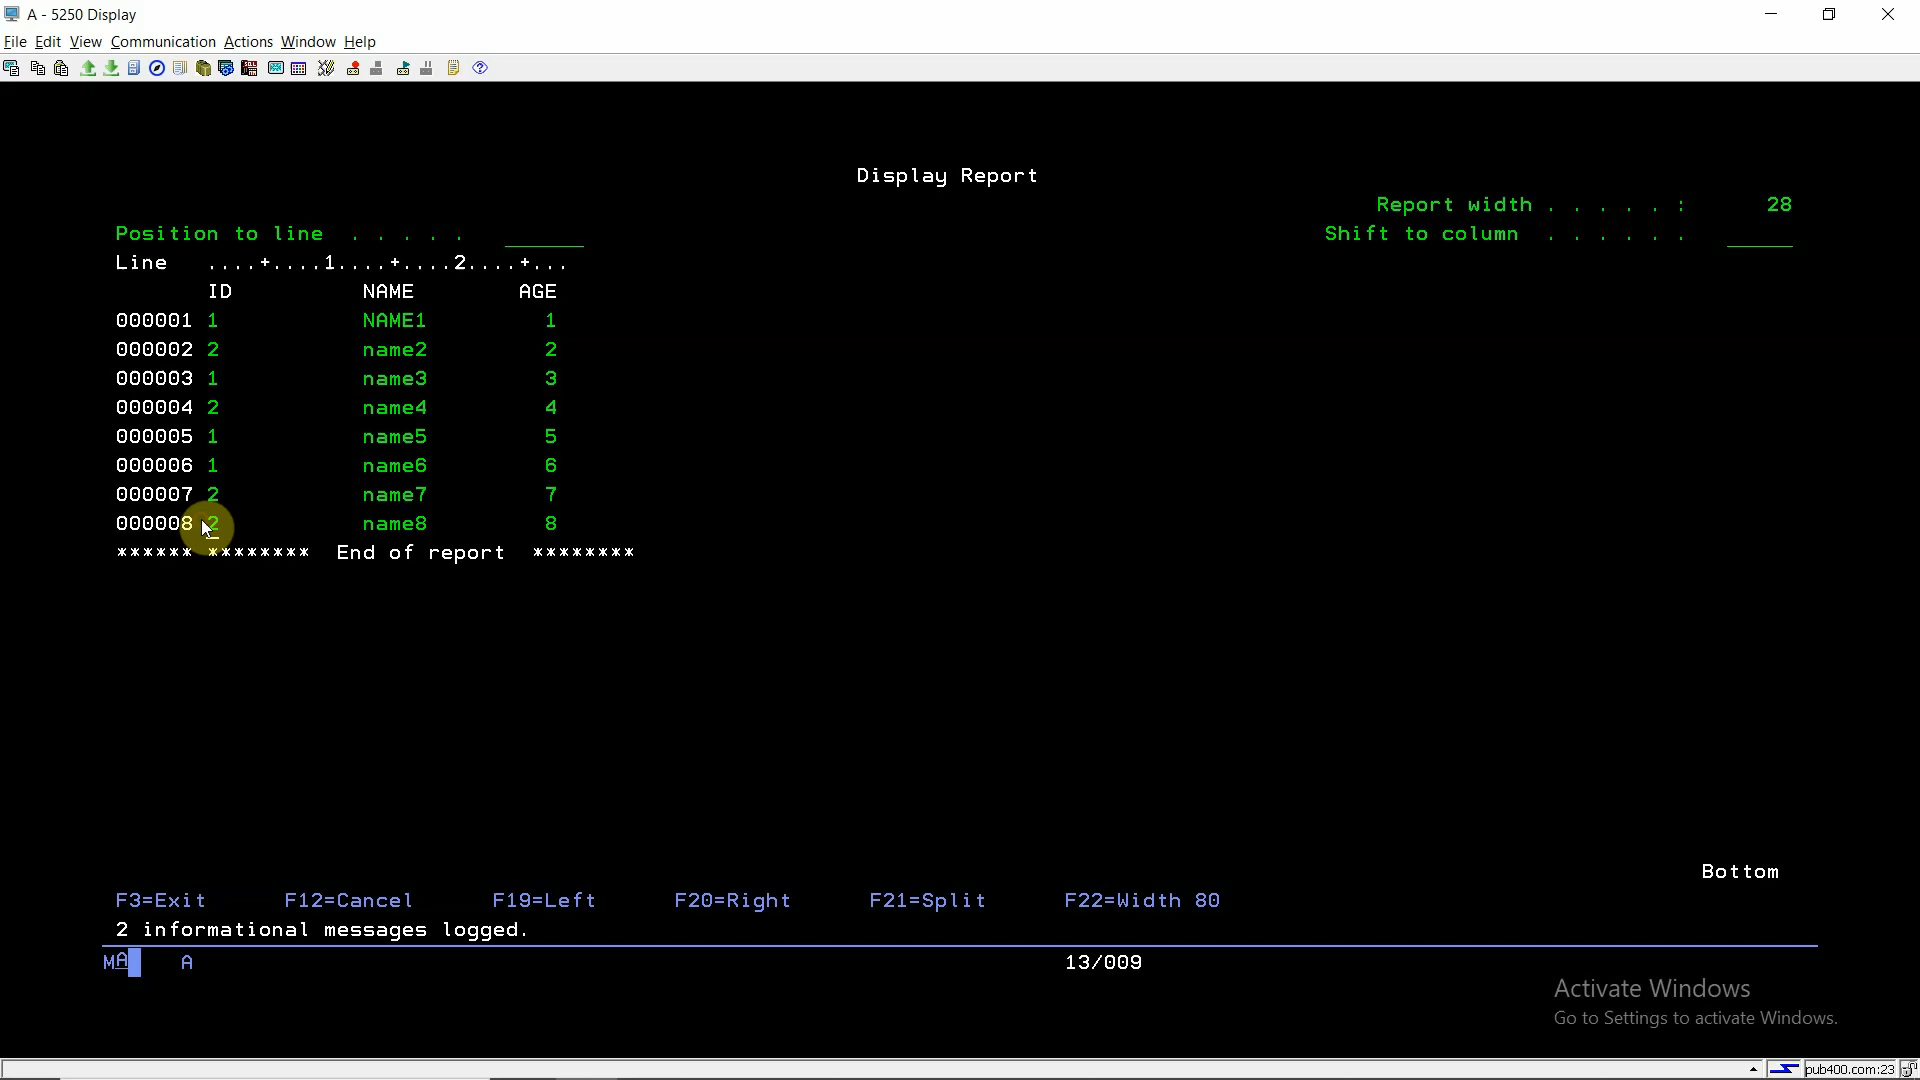 A - 5250 Display
File Edit View Communication Actions Window Help
Display Report
Report width . . . . . : 28
Position to line . . . . . Shift to column . . . . . .
Line ....+....1....+....2....+...
ID NAME AGE
000001 1 NAME1 1
000002 2 name2 2
000003 1 name3 3
000004 2 name4 4
000005 1 name5 5
000006 1 name6 6
000007 2 name7 7
000008 2 name8 8
****** ******** End of report ********
Bottom
F3=Exit F12=Cancel F19=Left F20=Right F21=Split F22=Width 80
2 informational messages logged.
MA A 13/009
Activate Windows
Go to Settings to activate Windows.
pub400.com:23